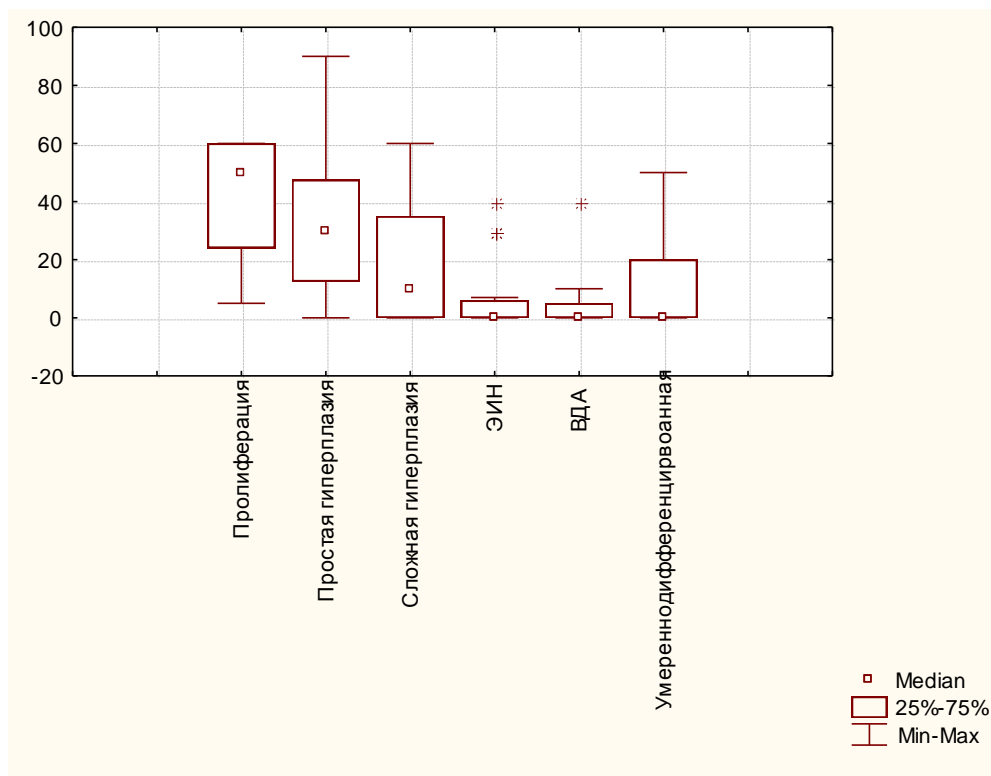 100
80
60
40
20
0
-20
Пролиферация
Простая гиперплазия
Сложная гиперплазия
ЭИН
ВДА
Умереннодифференцирвоанная
Median
25%-75%
Min-Max